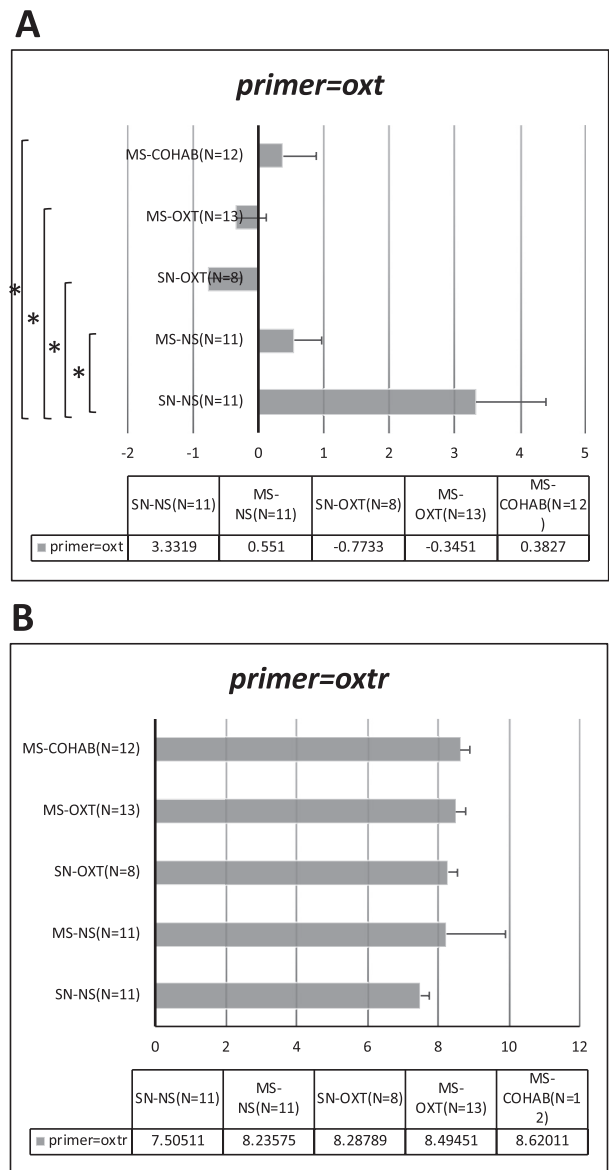 A
primer=oxt
MS-COHAB(N=12)
MS-OXT(N=13)
*
SN-OXT(N=8)
*
MS-NS(N=11)
*
*
SN-NS(N=11)
-2 -1 0 1 2 3 4 5
SN-NS(N=11)
MS-
NS(N=11)
SN-OXT(N=8)
MS-
OXT(N=13)
MS-
COHAB(N=12
)
primer=oxt 3.3319 0.551 -0.7733 -0.3451 0.3827
B
primer=oxtr
MS-COHAB(N=12)
MS-OXT(N=13)
SN-OXT(N=8)
MS-NS(N=11)
SN-NS(N=11)
0 2 4 6 8 10 12
SN-NS(N=11)
MS-
NS(N=11)
SN-OXT(N=8)
MS-
OXT(N=13)
MS-
COHAB(N=1
2)
primer=oxtr 7.50511 8.23575 8.28789 8.49451 8.62011